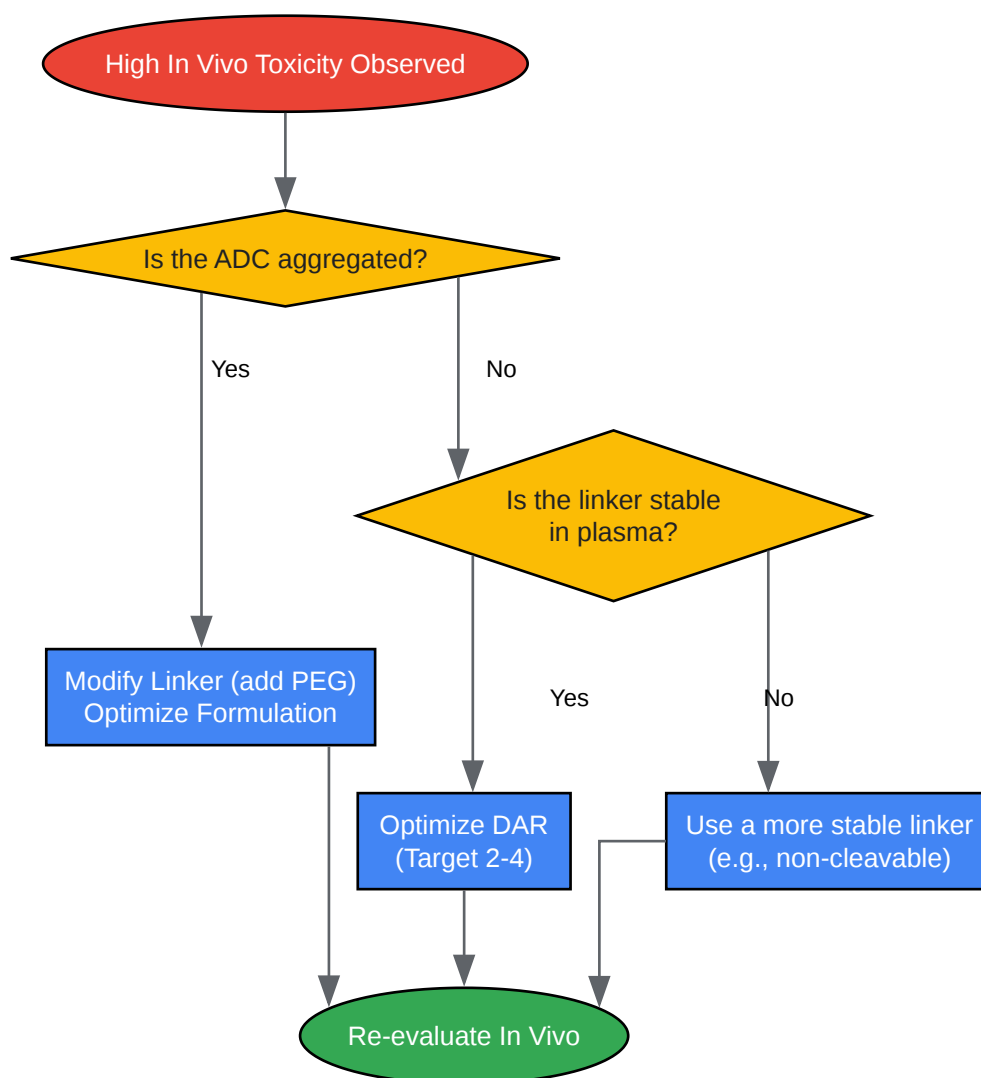 High In Vivo Toxicity Observed
Is the ADC aggregated?
Yes
No
Is the linker stable
in plasma?
Modify Linker (add PEG)
Optimize Formulation
Yes
No
Optimize DAR
(Target 2-4)
Use a more stable linker
(e.g., non-cleavable)
Re-evaluate In Vivo